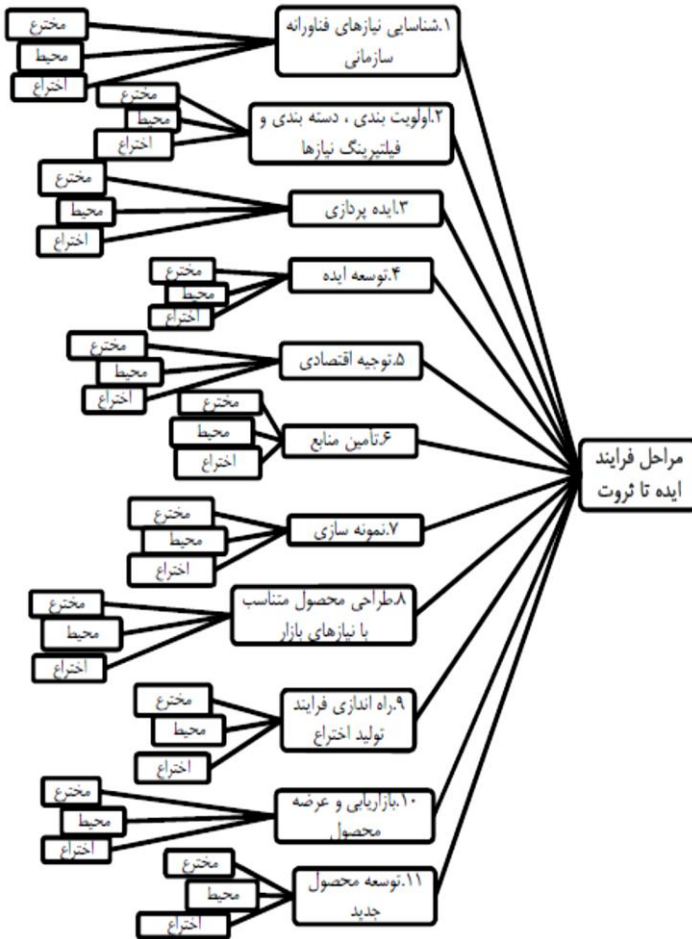 مراحل فرایند
ایده تا ثروت
۱.شناسایی نیازهای فناورانه
سازمانی
مخترع
محیط
اختراع
۲.اولویت بندی ، دسته بندی و
فیلتیرینگ نیازها
مخترع
محیط
اختراع
۳.ایده پردازی
مخترع
محیط
اختراع
۴.توسعه ایده
مخترع
محیط
اختراع
۵.توجیه اقتصادی
مخترع
محیط
اختراع
۶.تأمین منابع
مخترع
محیط
اختراع
۷.نمونه سازی
مخترع
محیط
اختراع
۸.طراحی محصول متناسب
با نیازهای بازار
مخترع
محیط
اختراع
۹.راه اندازی فرایند
تولید اختراع
مخترع
محیط
اختراع
۱۰.بازاریابی و عرضه
محصول
مخترع
محیط
اختراع
۱۱.توسعه محصول
جدید
مخترع
محیط
اختراع